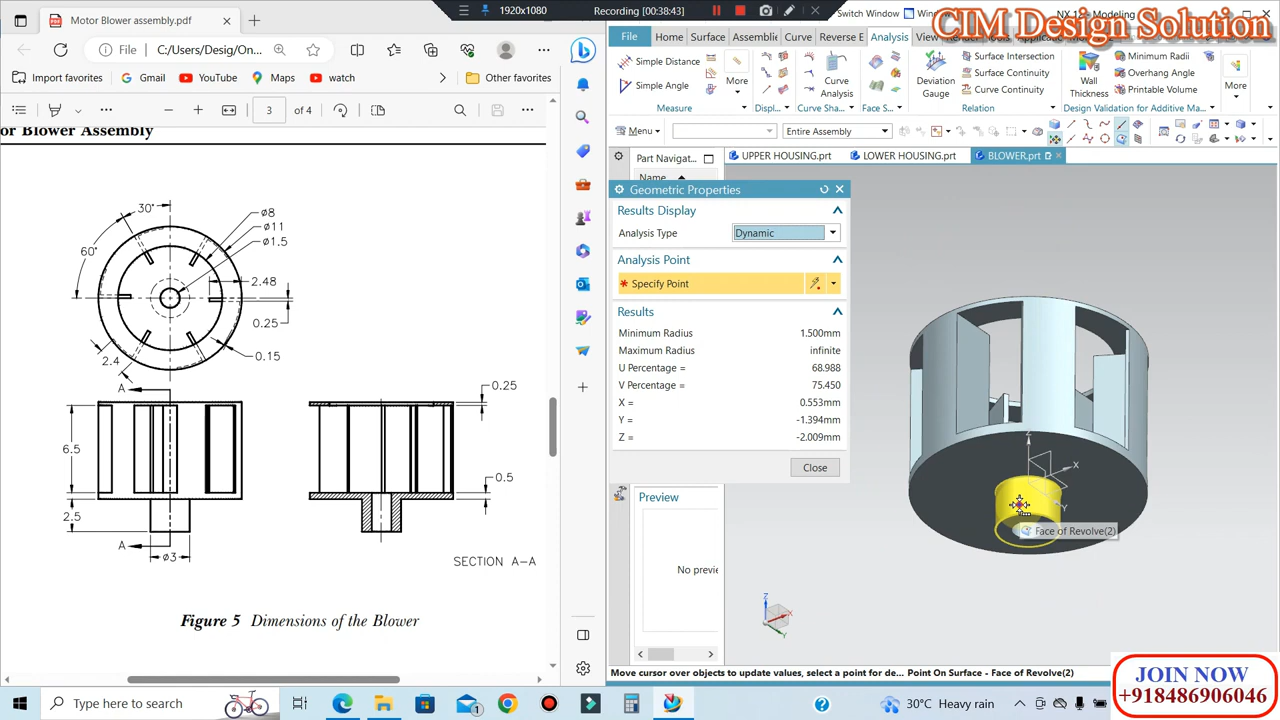 Motor Blower assembly.pdf
1920x1080
Recording (00:38:43)
Switch Window
CIM Design Solution
File
C:/Users/Desig/On...
Import favorites
Gmail
YouTube
Maps
watch
Other favorites
3
of 4
or Blower Assembly
30°
60°
ø8
ø11
ø1.5
2.48
0.25
0.15
2.4
A
A
6.5
2.5
ø3
0.25
0.5
SECTION A-A
Figure 5 Dimensions of the Blower
File
Home
Surface
Assemblie
Curve
Reverse E
Analysis
Simple Distance
Simple Angle
More
Measure
Displ...
Curve Analysis
Curve Sha...
Face S...
Deviation Gauge
Surface Intersection
Surface Continuity
Curve Continuity
Relation
Wall Thickness
Minimum Radii
Overhang Angle
Printable Volume
Design Validation for Additive Ma...
More
Menu
Entire Assembly
Part Navigat...
Name
UPPER HOUSING.prt
LOWER HOUSING.prt
BLOWER.prt
Geometric Properties
Results Display
Analysis Type
Dynamic
Analysis Point
* Specify Point
Results
Minimum Radius 1.500mm
Maximum Radius infinite
U Percentage = 68.988
V Percentage = 75.450
X = 0.553mm
Y = -1.394mm
Z = -2.009mm
Close
Preview
No previe
Z
X
Y
Face of Revolve(2)
Z
X
Y
Move cursor over objects to update values, select a point for de...
Point On Surface - Face of Revolve(2)
JOIN NOW
+918486906046
Type here to search
1
30°C Heavy rain